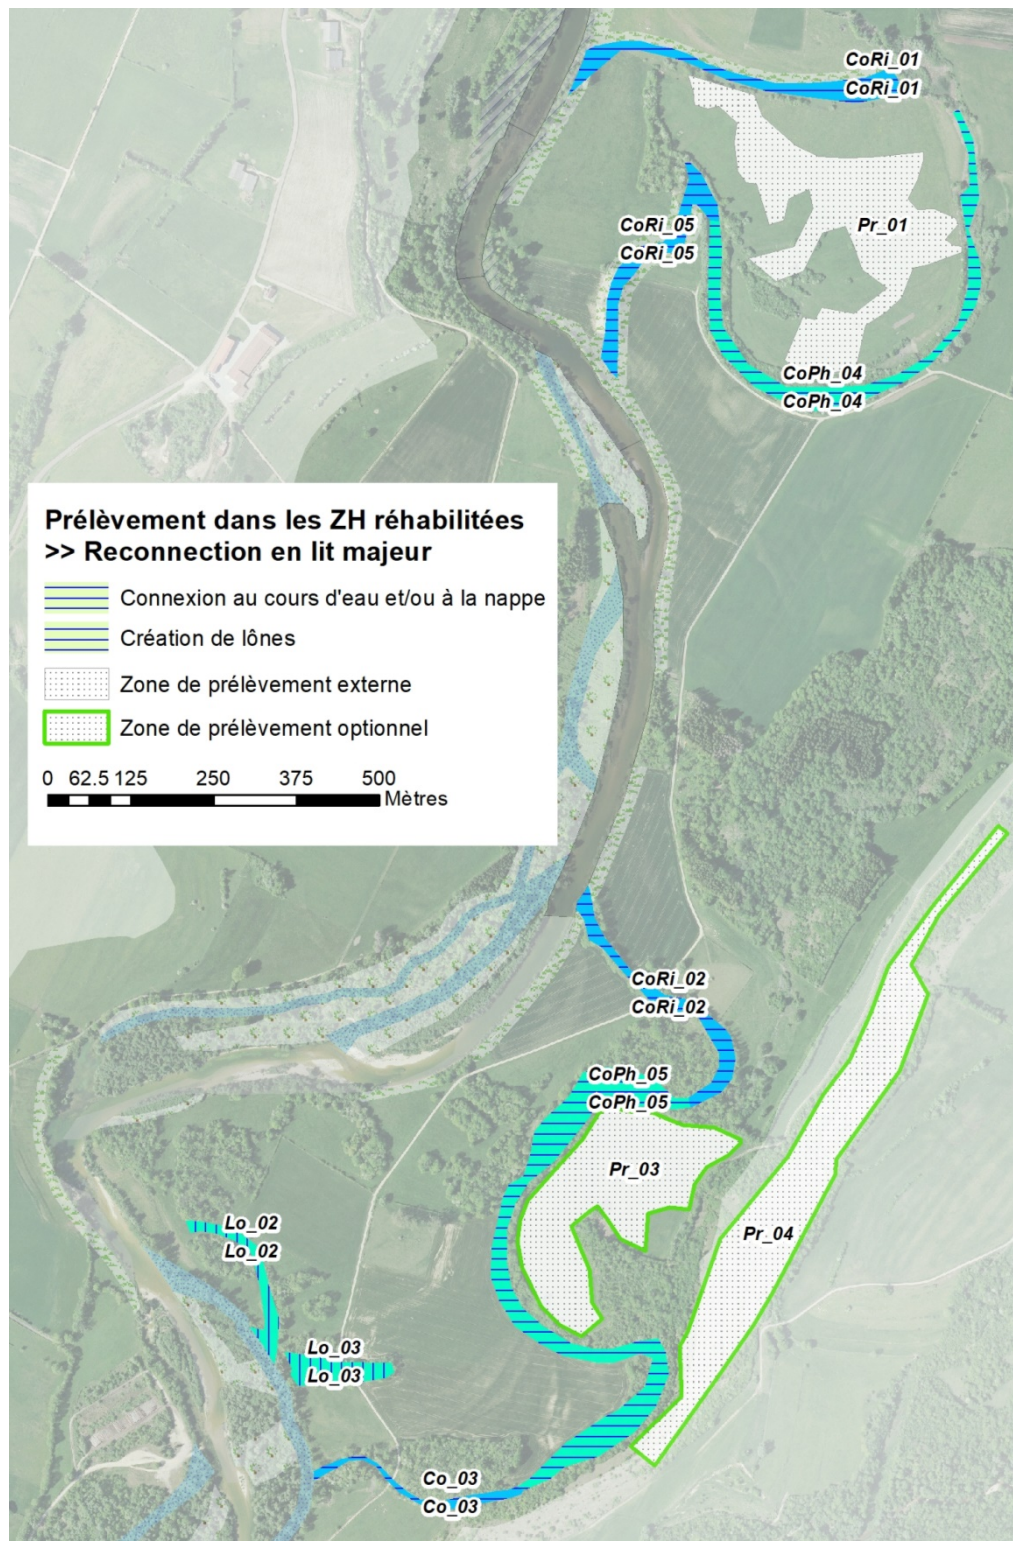 CoRi_01
CoRi_01
CoRi_05
CoRi_05
Pr_01
CoPh_04
CoPh_04
Prélèvement dans les ZH réhabilitées
>> Reconnection en lit majeur
Connexion au cours d'eau et/ou à la nappe
Création de lônes
Zone de prélèvement externe
Zone de prélèvement optionnel
0 62.5 125 250 375 500
Mètres
CoRi_02
CoRi_02
CoPh_05
CoPh_05
Pr_03
Pr_04
Lo_02
Lo_02
Lo_03
Lo_03
Co_03
Co_03